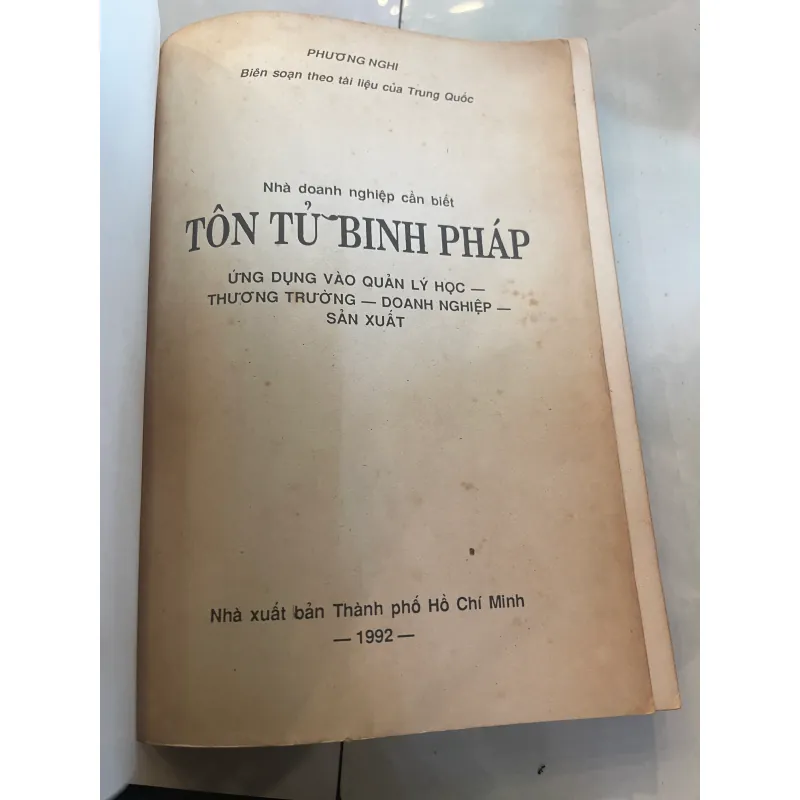 PHƯƠNG NGHI
Biên soạn theo tài liệu của Trung Quốc
Nhà doanh nghiệp cần biết
TÔN TỬ BINH PHÁP
ỨNG DỤNG VÀO QUẢN LÝ HỌC —
THƯƠNG TRƯỜNG — DOANH NGHIỆP —
SẢN XUẤT
Nhà xuất bản Thành phố Hồ Chí Minh
— 1992 —